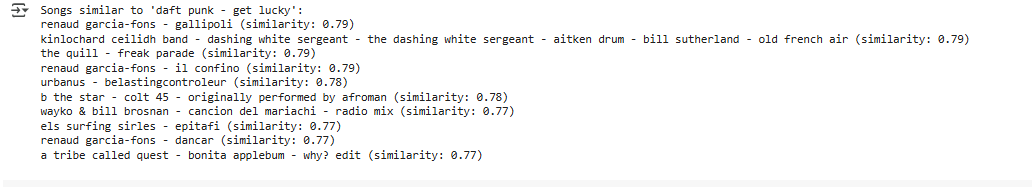 Songs similar to 'daft punk - get lucky':
renaud garcia-fons - gallipoli (similarity: 0.79)
kinlochard ceilidh band - dashing white sergeant - the dashing white sergeant - aitken drum - bill sutherland - old french air (similarity: 0.79)
the quill - freak parade (similarity: 0.79)
renaud garcia-fons - il confino (similarity: 0.79)
urbanus - belastingcontroleur (similarity: 0.78)
b the star - colt 45 - originally performed by afroman (similarity: 0.78)
wayko & bill brosnan - cancion del mariachi - radio mix (similarity: 0.77)
els surfing sirles - epitafi (similarity: 0.77)
renaud garcia-fons - dancar (similarity: 0.77)
a tribe called quest - bonita applebum - why? edit (similarity: 0.77)